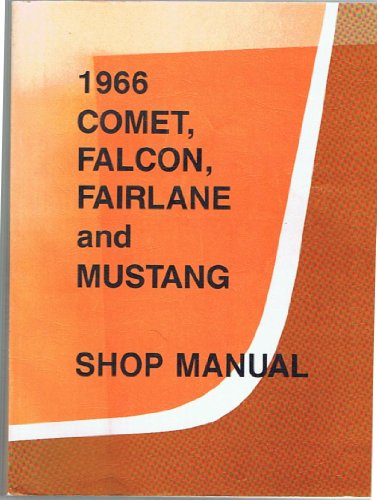 1966
COMET,
FALCON,
FAIRLANE
and
MUSTANG
SHOP MANUAL